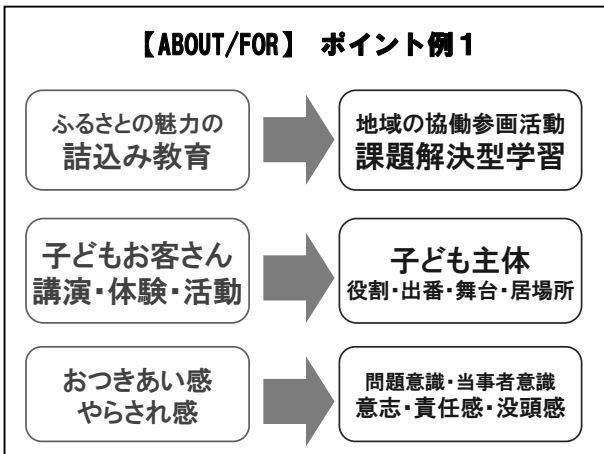 【ABOUT/FOR】 ポイント例1
ふるさとの魅力の
詰込み教育
地域の協働参画活動
課題解決型学習
子どもお客さん
講演・体験・活動
子ども主体
役割・出番・舞台・居場所
おつきあい感
やらされ感
問題意識・当事者意識
意志・責任感・没頭感